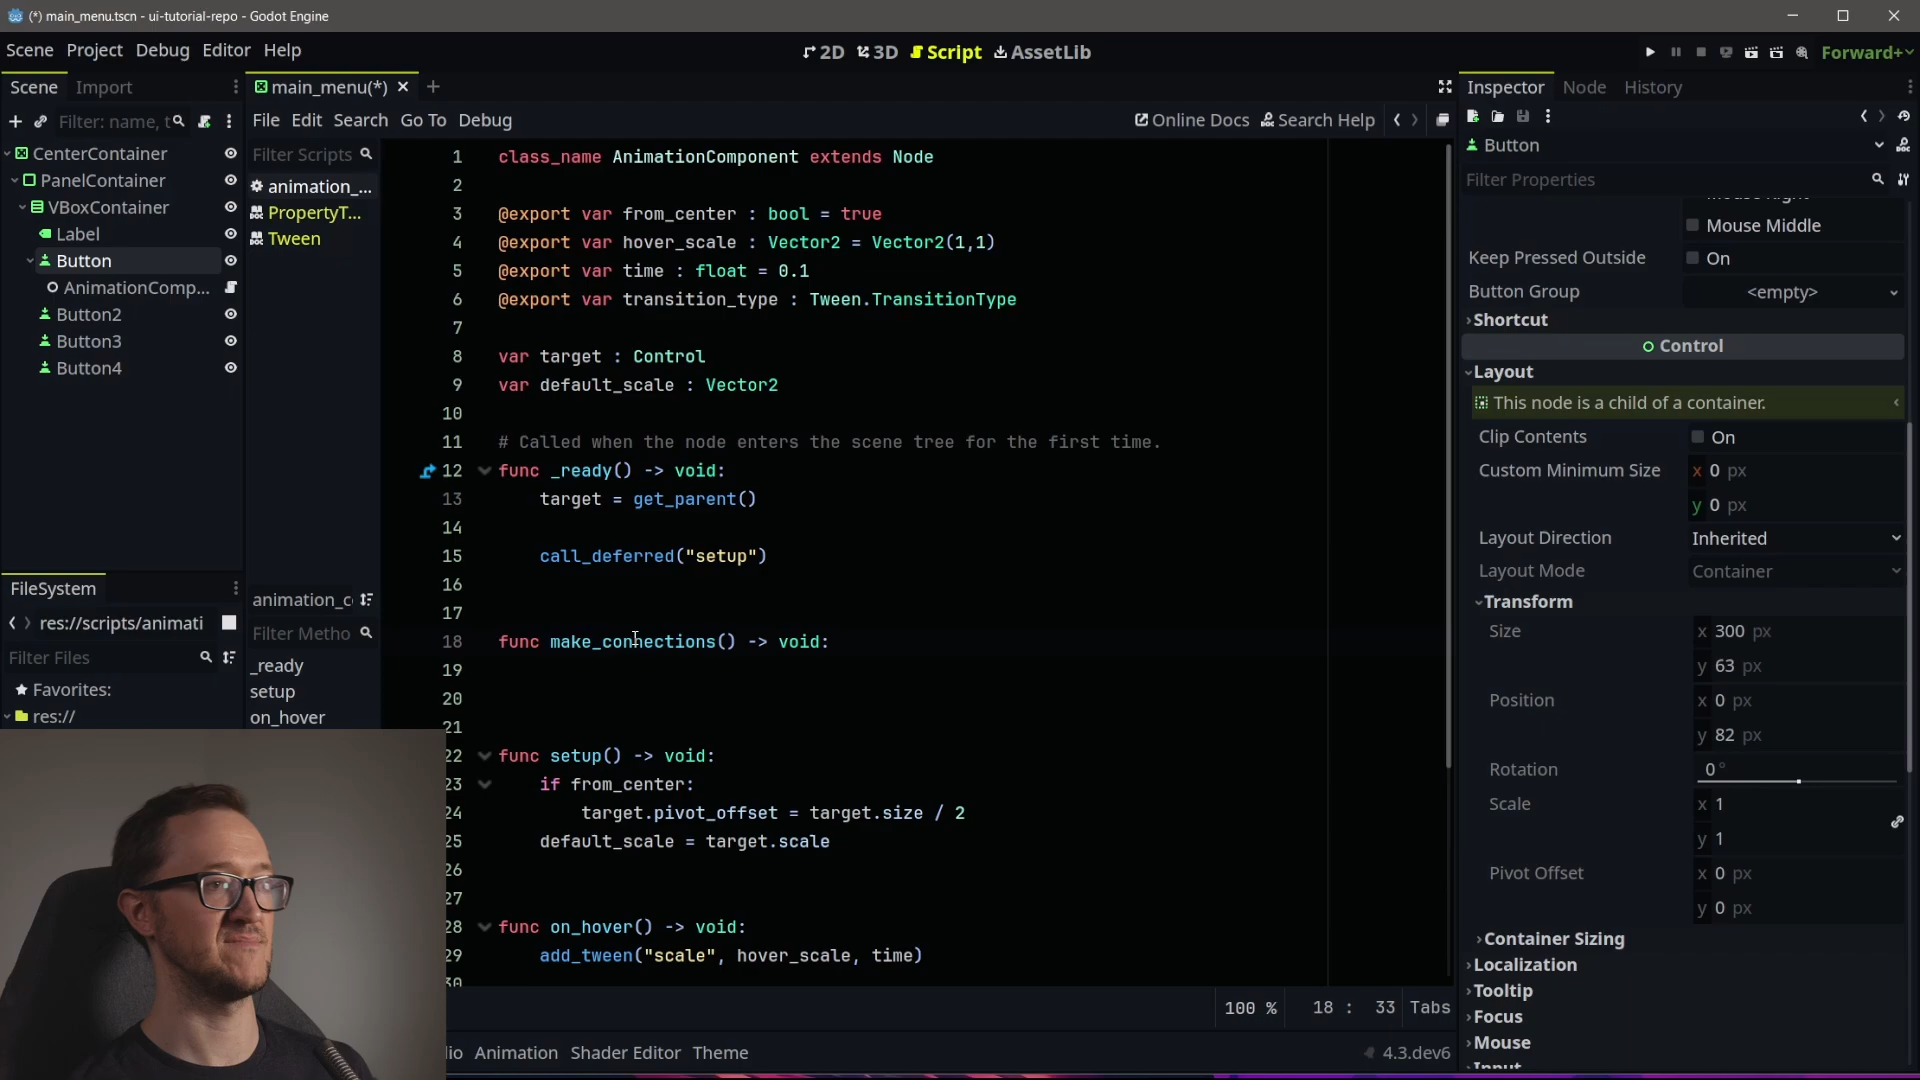 (*) main_menu.tscn - ui-tutorial-repo - Godot Engine
Scene Project Debug Editor Help
2D 3D Script AssetLib
Forward+
Scene Import
main_menu(*)
Inspector Node History
Filter: name, t
File Edit Search Go To Debug
Online Docs Search Help
CenterContainer
PanelContainer
VBoxContainer
Label
Button
AnimationComp...
Button2
Button3
Button4
Filter Scripts
animation_...
PropertyT...
Tween
animation_c
Filter Metho
_ready
setup
on_hover
FileSystem
res://scripts/animati
Filter Files
Favorites:
res://
1 class_name AnimationComponent extends Node
2
3 @export var from_center : bool = true
4 @export var hover_scale : Vector2 = Vector2(1,1)
5 @export var time : float = 0.1
6 @export var transition_type : Tween.TransitionType
7
8 var target : Control
9 var default_scale : Vector2
10
11 # Called when the node enters the scene tree for the first time.
12 func _ready() -> void:
13 target = get_parent()
14
15 call_deferred("setup")
16
17
18 func make_connections() -> void:
19
20
21
22 func setup() -> void:
23 if from_center:
24 target.pivot_offset = target.size / 2
25 default_scale = target.scale
26
27
28 func on_hover() -> void:
29 add_tween("scale", hover_scale, time)
30
100 % 18 : 33 Tabs
lio Animation Shader Editor Theme
4.3.dev6
Button
Filter Properties
Mouse Right
Mouse Middle
Keep Pressed Outside On
Button Group <empty>
Shortcut
Control
Layout
This node is a child of a container.
Clip Contents On
Custom Minimum Size x 0 px
y 0 px
Layout Direction Inherited
Layout Mode Container
Transform
Size x 300 px
y 63 px
Position x 0 px
y 82 px
Rotation 0 °
Scale x 1
y 1
Pivot Offset x 0 px
y 0 px
Container Sizing
Localization
Tooltip
Focus
Mouse
Input